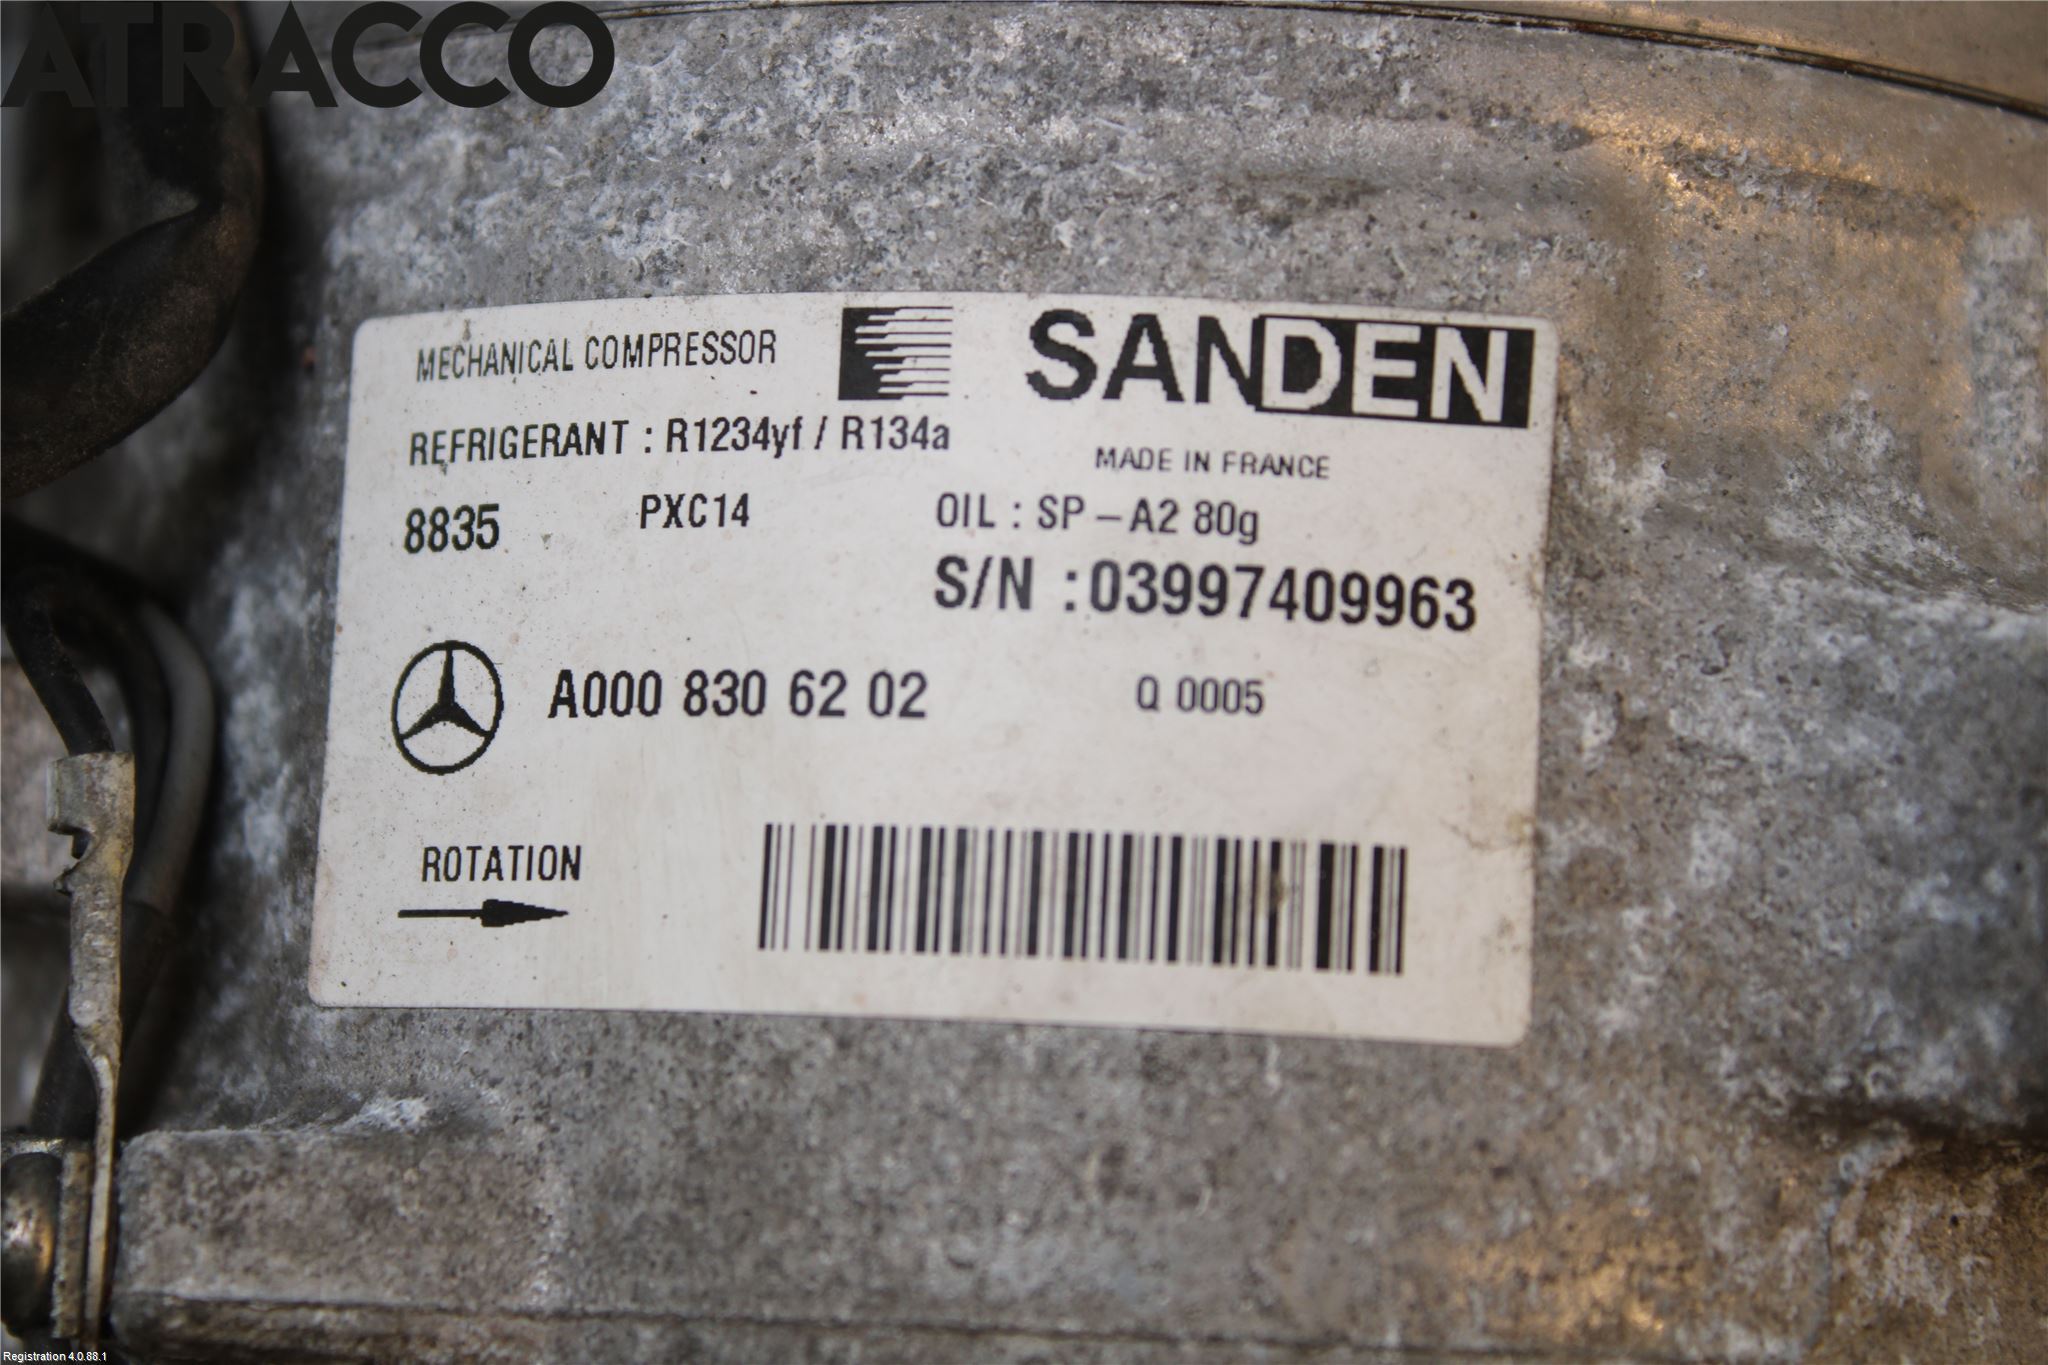 ATRACCO
MECHANICAL COMPRESSOR
SANDEN
REFRIGERANT : R1234yf / R134a
MADE IN FRANCE
8835 PXC14 OIL : SP – A2 80g
S/N : 03997409963
A000 830 62 02 Q 0005
ROTATION
Registration 4.0.88.1